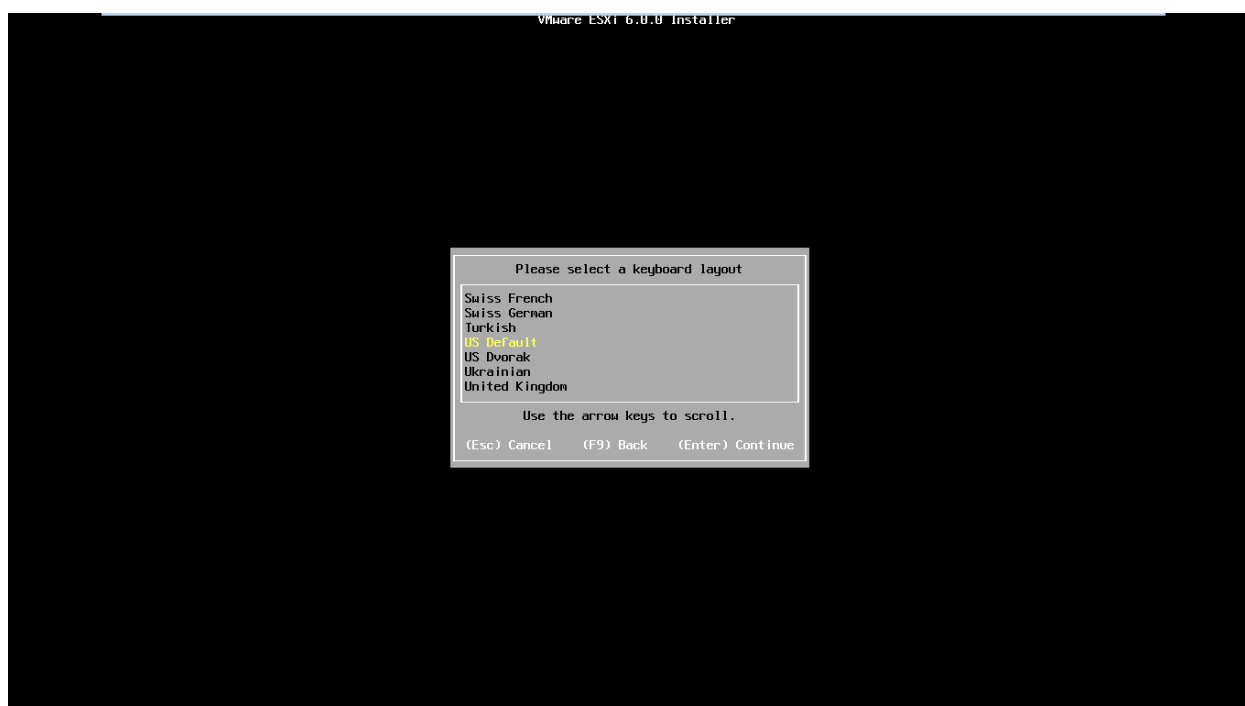 VMware ESXi 6.0.0 Installer
Please select a keyboard layout
Swiss French
Swiss German
Turkish
US Default
US Dvorak
Ukrainian
United Kingdom
Use the arrow keys to scroll.
(Esc) Cancel (F9) Back (Enter) Continue